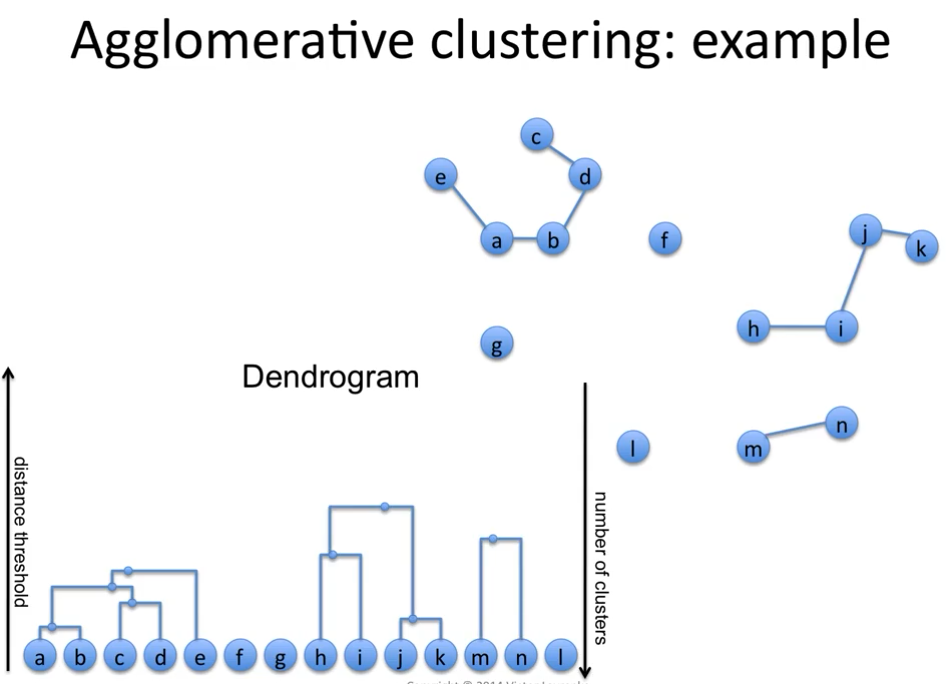 Agglomerative clustering: example
c
e
d
a
b
f
j
k
h
i
g
Dendrogram
n
l
m
distance threshold
number of clusters
a b c d e f g h i j k m n l